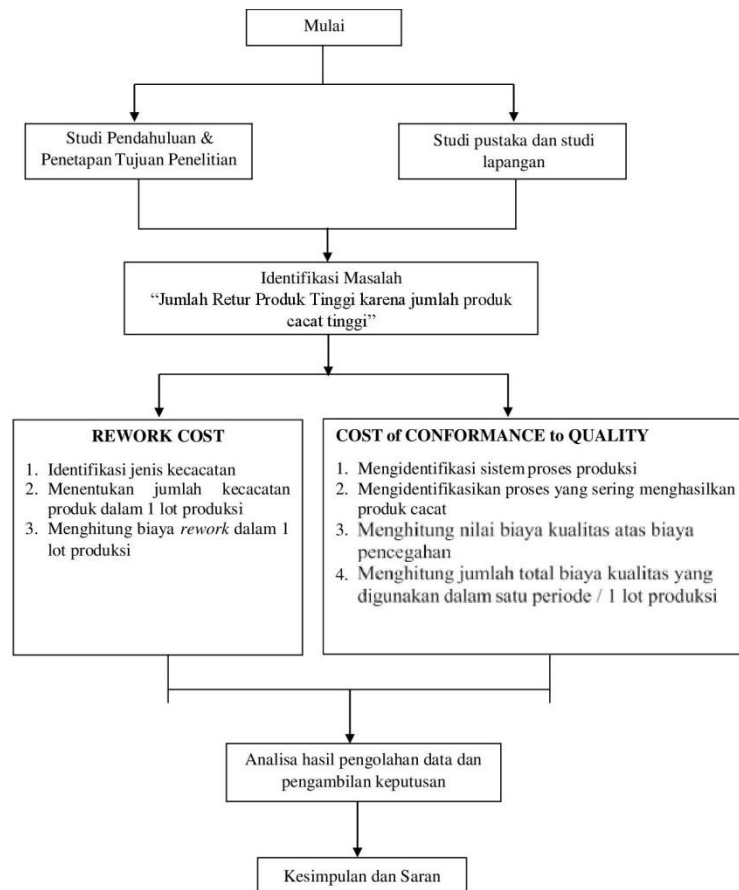 Mulai
Studi Pendahuluan &
Penetapan Tujuan Penelitian
Studi pustaka dan studi
lapangan
Identifikasi Masalah
“Jumlah Retur Produk Tinggi karena jumlah produk
cacat tinggi”
REWORK COST
1. Identifikasi jenis kecacatan
2. Menentukan jumlah kecacatan
produk dalam 1 lot produksi
3. Menghitung biaya rework dalam 1
lot produksi
COST of CONFORMANCE to QUALITY
1. Mengidentifikasi sistem proses produksi
2. Mengidentifikasikan proses yang sering menghasilkan
produk cacat
3. Menghitung nilai biaya kualitas atas biaya
pencegahan
4. Menghitung jumlah total biaya kualitas yang
digunakan dalam satu periode / 1 lot produksi
Analisa hasil pengolahan data dan
pengambilan keputusan
Kesimpulan dan Saran